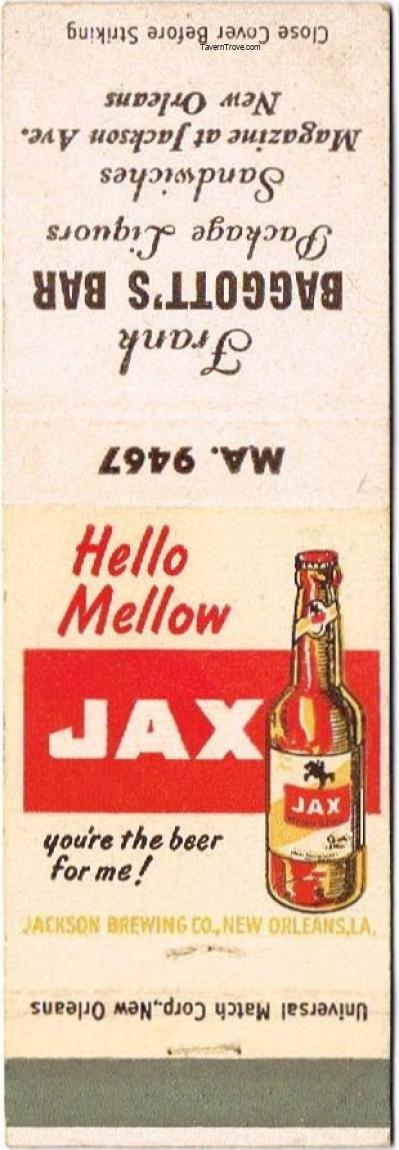 Frank
BAGGOTT'S BAR
Package Liquors
Sandwiches
Magazine at Jackson Ave.
New Orleans
TavernTrove.com
Close Cover Before Striking
MA. 9467
Hello
Mellow
JAX
JAX
you're the beer
for me!
JACKSON BREWING CO., NEW ORLEANS, LA.
Universal Match Corp., New Orleans